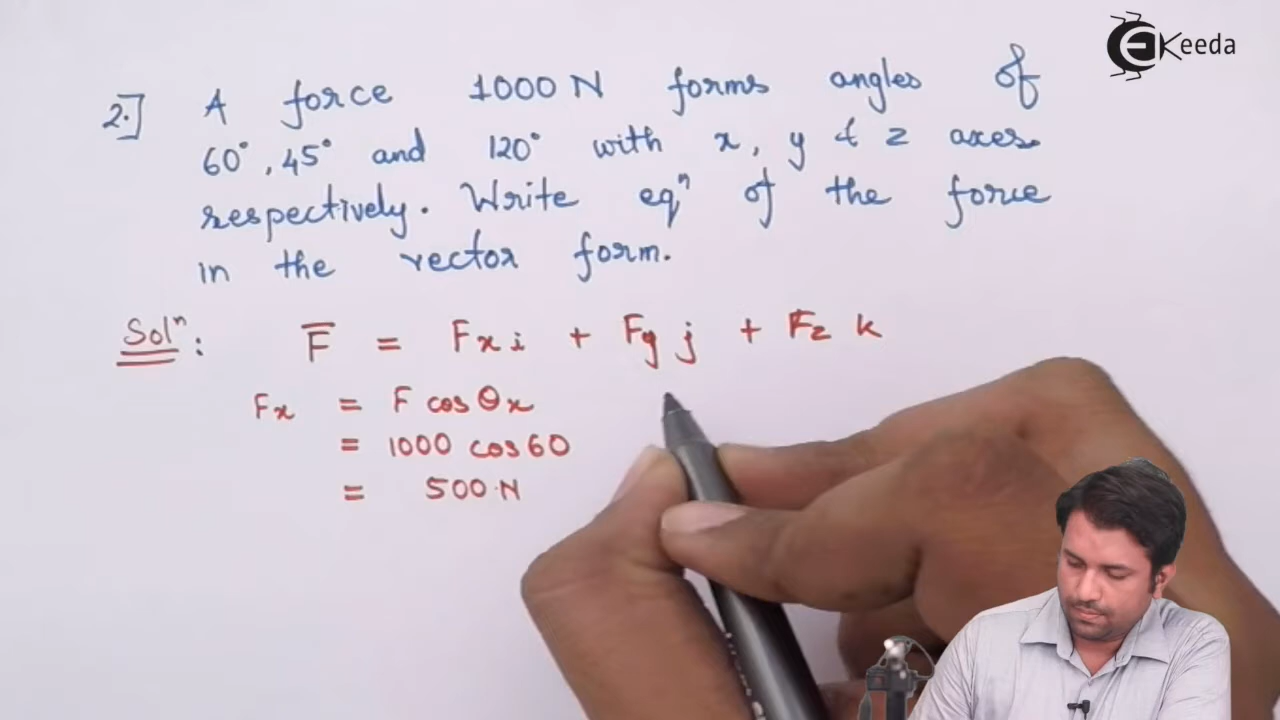 EKeeda
2.] A force 1000 N forms angles of
60°, 45° and 120° with x, y & z axes
respectively. Write eqⁿ of the force
in the vector form.
Solⁿ : F̅ = Fx i + Fy j + Fz k
Fx = F cos θx
= 1000 cos 60
= 500 N